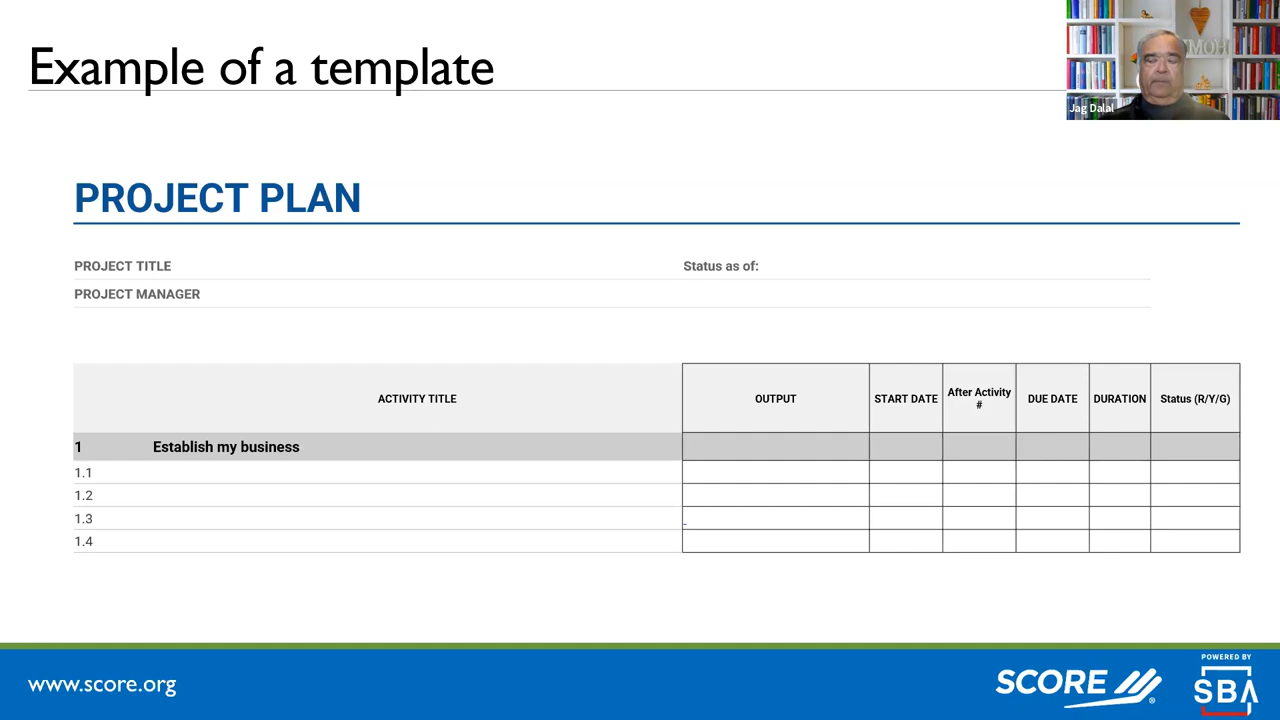 Example of a template
HOME
Jag Dalal
PROJECT PLAN
PROJECT TITLE
Status as of:
PROJECT MANAGER
ACTIVITY TITLE
OUTPUT
START DATE
After Activity
#
DUE DATE
DURATION
Status (R/Y/G)
1 Establish my business
1.1
1.2
1.3
-
1.4
www.score.org
SCORE
®
POWERED BY
SBA